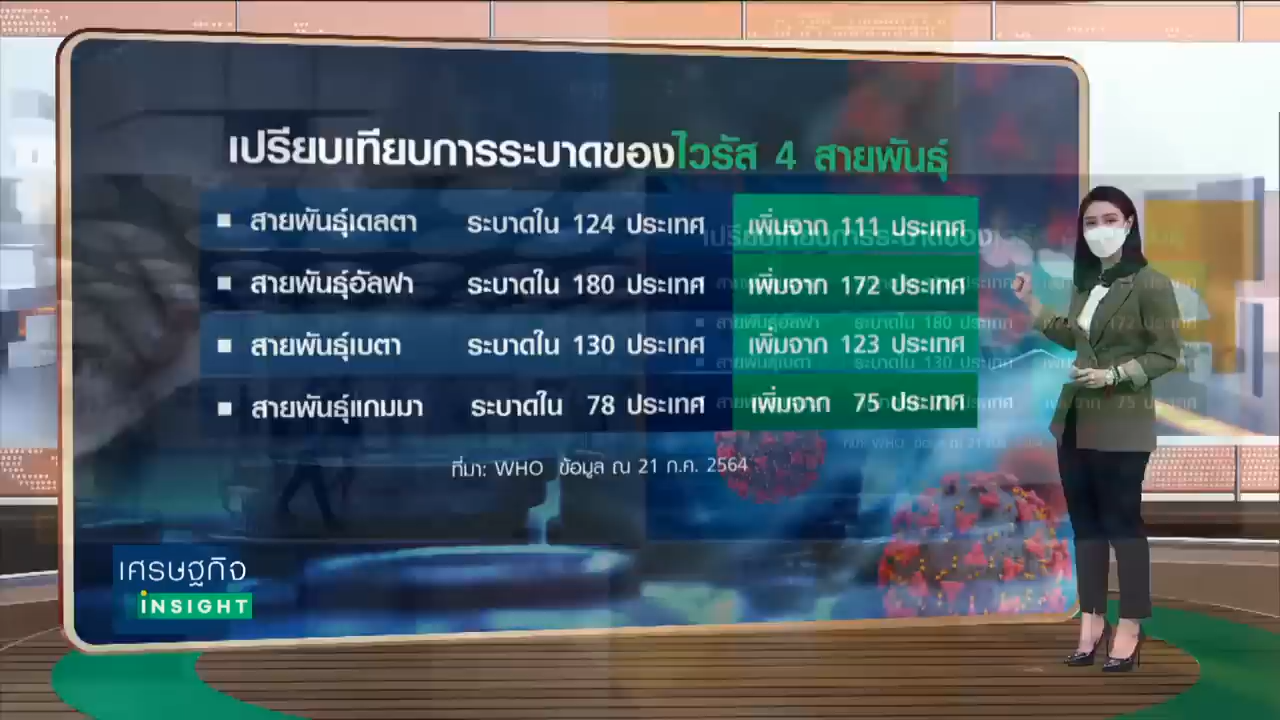 เปรียบเทียบการระบาดของไวรัส 4 สายพันธุ์
▪ สายพันธุ์เดลตา ระบาดใน 124 ประเทศ เพิ่มจาก 111 ประเทศ
▪ สายพันธุ์อัลฟา ระบาดใน 180 ประเทศ เพิ่มจาก 172 ประเทศ
▪ สายพันธุ์เบตา ระบาดใน 130 ประเทศ เพิ่มจาก 123 ประเทศ
▪ สายพันธุ์แกมมา ระบาดใน 78 ประเทศ เพิ่มจาก 75 ประเทศ
ที่มา: WHO ข้อมูล ณ 21 ก.ค. 2564
เศรษฐกิจ
INSIGHT